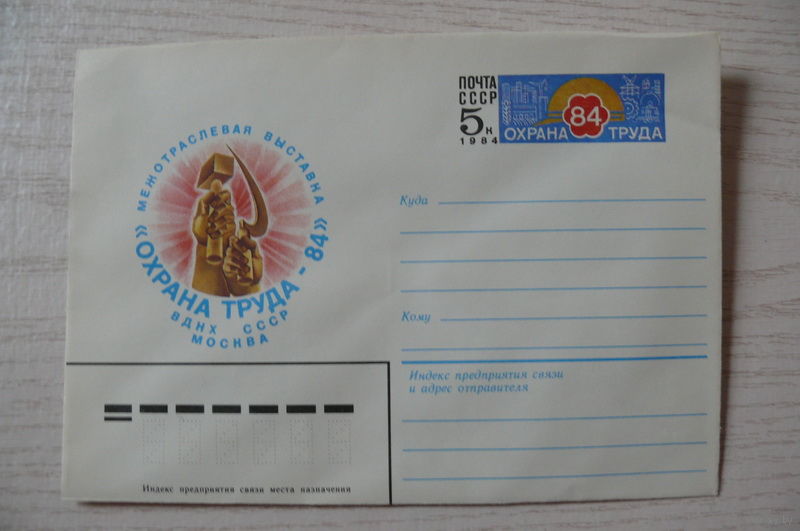 ПОЧТА
СССР
5 к
1984
84
ОХРАНА ТРУДА
МЕЖОТРАСЛЕВАЯ ВЫСТАВКА
«ОХРАНА ТРУДА - 84»
ВДНХ СССР
МОСКВА
Куда
Кому
Индекс предприятия связи
и адрес отправителя
Индекс предприятия связи места назначения